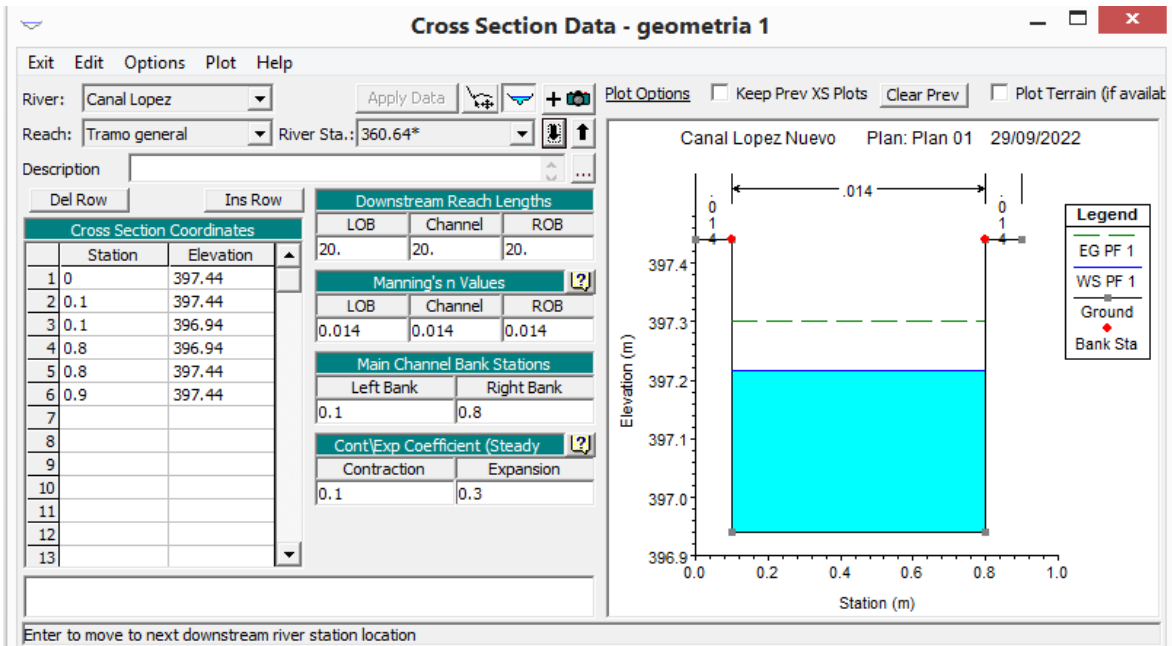 Cross Section Data - geometria 1
Exit Edit Options Plot Help
River: Canal Lopez Apply Data
Reach: Tramo general River Sta.: 360.64*
Description ...
Del Row Ins Row
Cross Section Coordinates
Station Elevation
1 0 397.44
2 0.1 397.44
3 0.1 396.94
4 0.8 396.94
5 0.8 397.44
6 0.9 397.44
7
8
9
10
11
12
13
Downstream Reach Lengths
LOB Channel ROB
20. 20. 20.
Manning's n Values
LOB Channel ROB
0.014 0.014 0.014
Main Channel Bank Stations
Left Bank Right Bank
0.1 0.8
Cont\Exp Coefficient (Steady
Contraction Expansion
0.1 0.3
Plot Options Keep Prev XS Plots Clear Prev Plot Terrain (if availab
Canal Lopez Nuevo Plan: Plan 01 29/09/2022
.014
.014
.014
Legend
EG PF 1
WS PF 1
Ground
Bank Sta
Elevation (m)
397.4
397.3
397.2
397.1
397.0
396.9
0.0 0.2 0.4 0.6 0.8 1.0
Station (m)
Enter to move to next downstream river station location